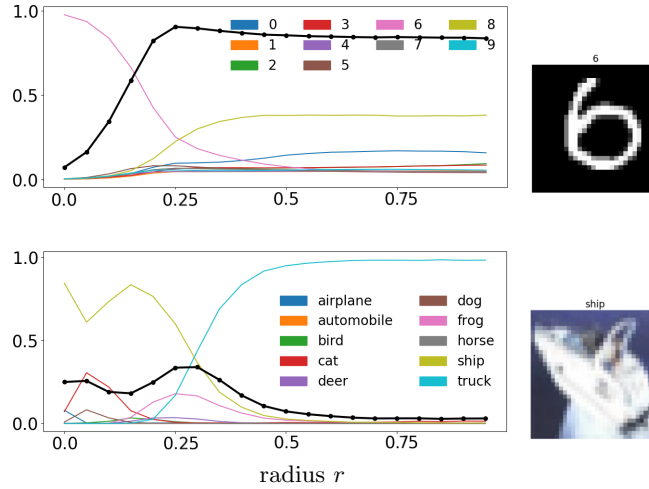 1.0
0.5
0.0
0.0 0.25 0.5 0.75
0 3 6 8
1 4 7 9
2 5
6
1.0
0.5
0.0
0.0 0.25 0.5 0.75
airplane dog
automobile frog
bird horse
cat ship
deer truck
ship
radius r